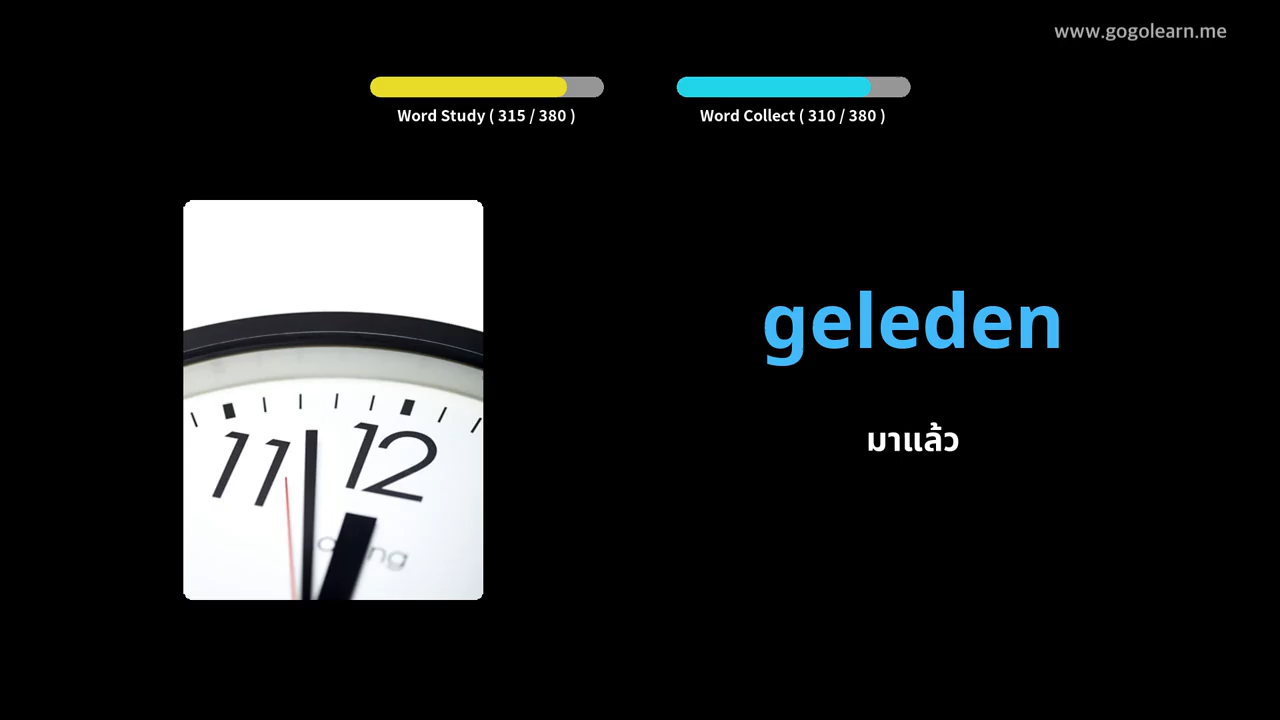 www.gogolearn.me
Word Study ( 315 / 380 )
Word Collect ( 310 / 380 )
11
12
geleden
มาแล้ว